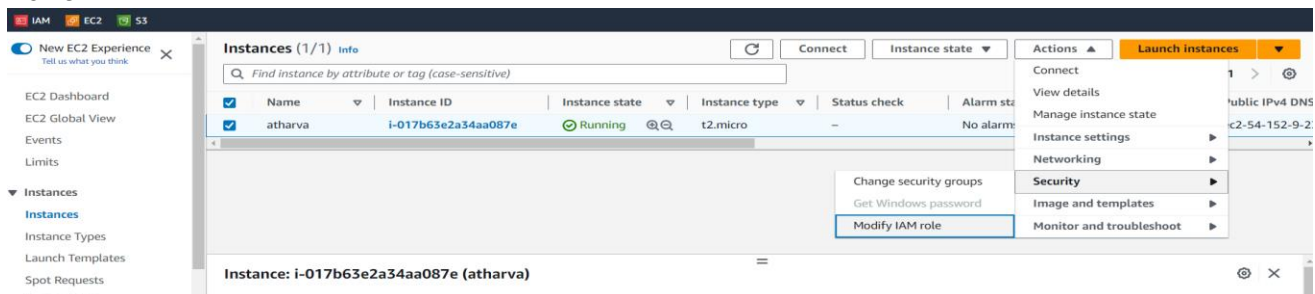 IAM EC2 S3
New EC2 Experience
Tell us what you think
EC2 Dashboard
EC2 Global View
Events
Limits
Instances
Instances
Instance Types
Launch Templates
Spot Requests
Instances (1/1) Info
Connect Instance state Actions Launch instances
Find instance by attribute or tag (case-sensitive)
1
Name Instance ID Instance state Instance type Status check Alarm sta Public IPv4 DNS
atharva i-017b63e2a34aa087e Running t2.micro – No alarms c2-54-152-9-2
Connect
View details
Manage instance state
Instance settings
Networking
Security
Image and templates
Monitor and troubleshoot
Change security groups
Get Windows password
Modify IAM role
Instance: i-017b63e2a34aa087e (atharva)